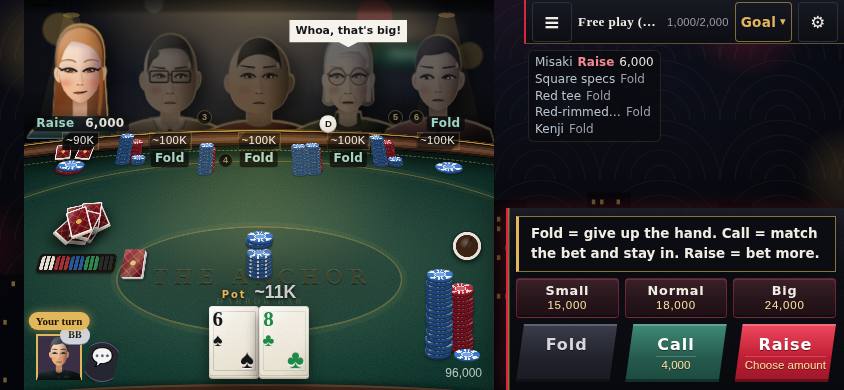 Whoa, that's big!
Raise 6,000
3
D
5
6
Fold
~90K
~100K
~100K
~100K
~100K
Fold
4
Fold
Fold
THE ANCHOR
Pot ~11K
6
8
Your turn
BB
96,000
Free play (...
1,000/2,000
Goal ▾
Misaki Raise 6,000
Square specs Fold
Red tee Fold
Red-rimmed... Fold
Kenji Fold
Fold = give up the hand. Call = match
the bet and stay in. Raise = bet more.
Small
15,000
Normal
18,000
Big
24,000
Fold
Call
4,000
Raise
Choose amount